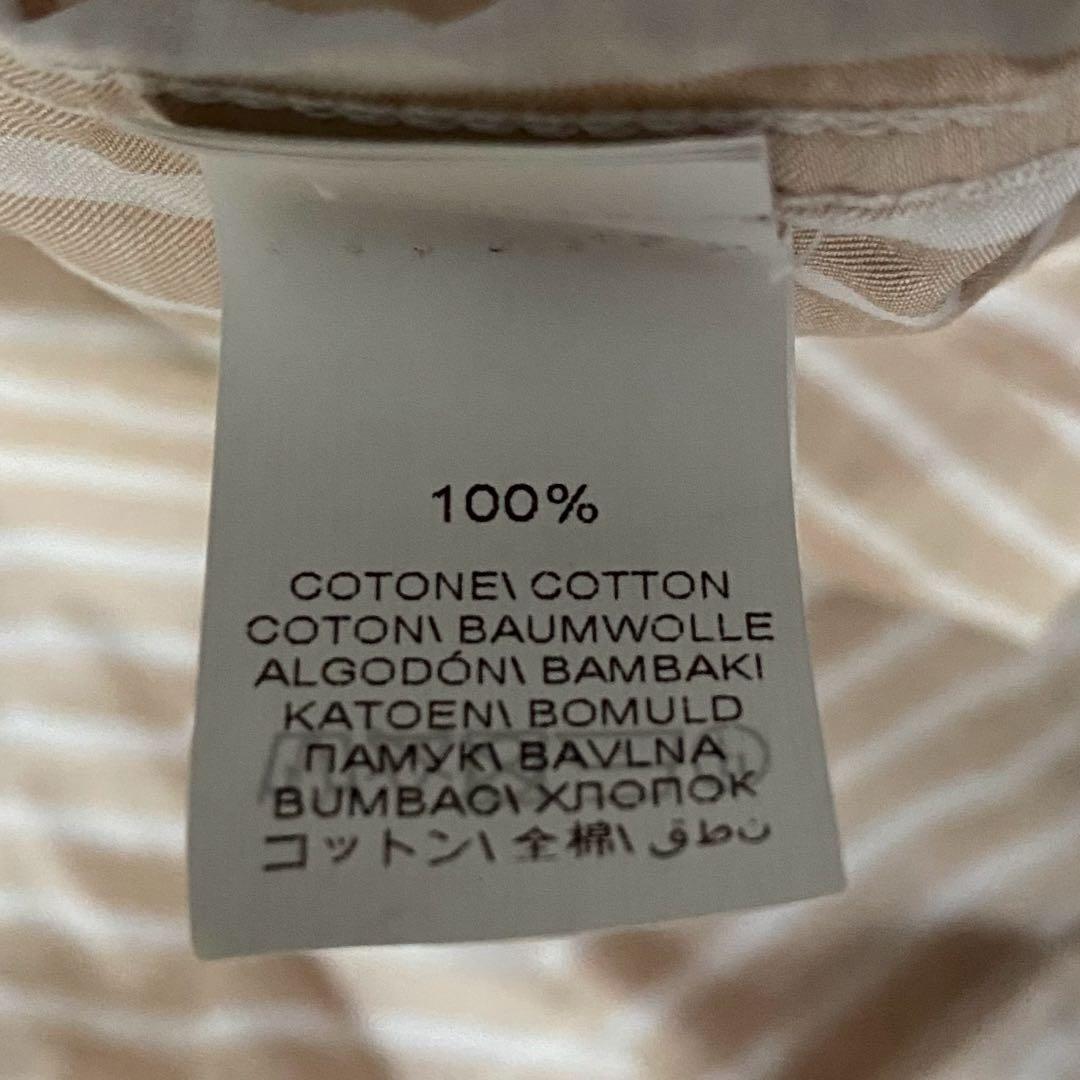 100%
COTONE\ COTTON
COTON\ BAUMWOLLE
ALGODÓN\ BAMBAKI
KATOEN\ BOMULD
ПАМУК\ BAVLNA
BUMBAC\ ХЛОПОК
コットン\ 全棉\ قطن